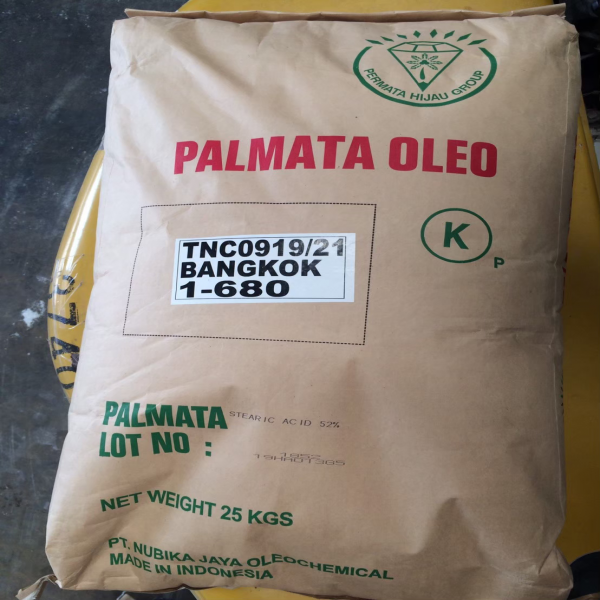 PERMATA HIJAU GROUP
PALMATA OLEO
K
P
TNC0919/21
BANGKOK
1-680
PALMATA STEARIC ACID 52%
LOT NO : 1852
NET WEIGHT 25 KGS
PT. NUBIKA JAYA OLEOCHEMICAL
MADE IN INDONESIA